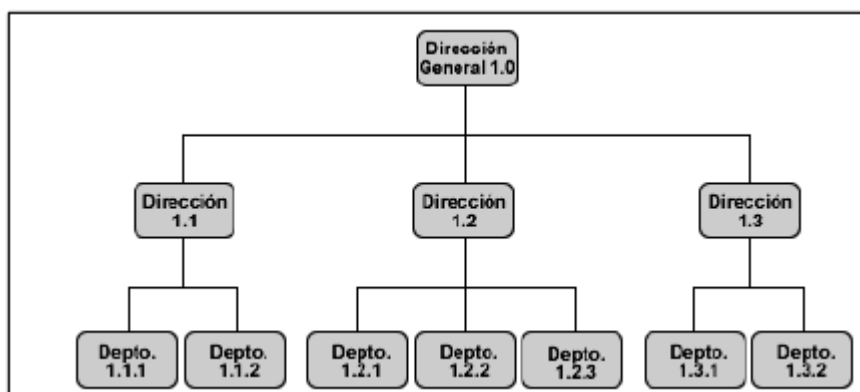 Dirección
General 1.0
Dirección
1.1
Dirección
1.2
Dirección
1.3
Depto.
1.1.1
Depto.
1.1.2
Depto.
1.2.1
Depto.
1.2.2
Depto.
1.2.3
Depto.
1.3.1
Depto.
1.3.2